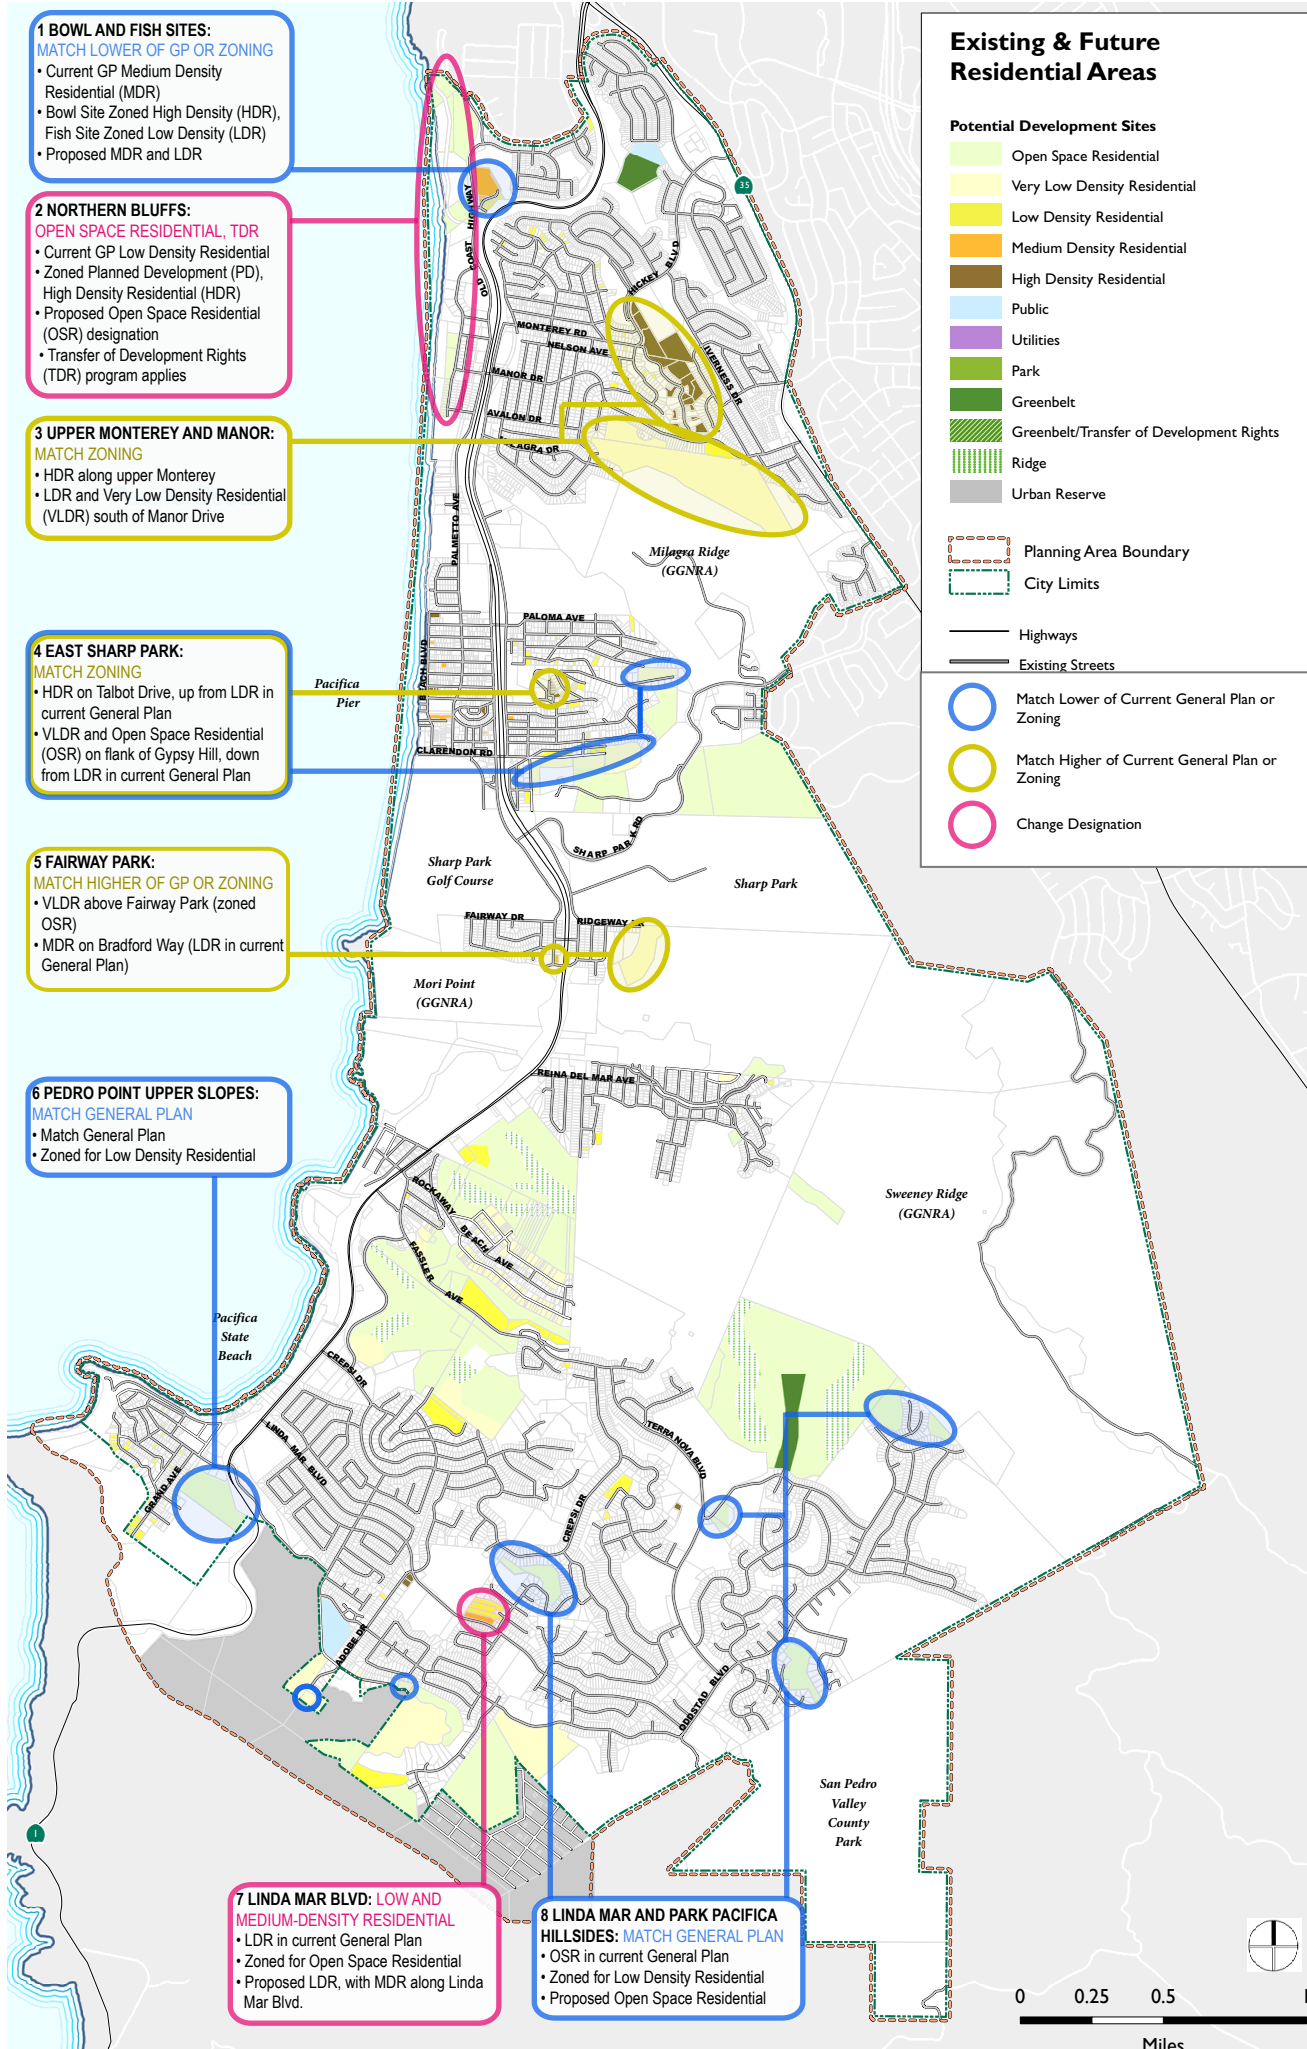 1 BOWL AND FISH SITES:
MATCH LOWER OF GP OR ZONING
• Current GP Medium Density
Residential (MDR)
• Bowl Site Zoned High Density (HDR),
Fish Site Zoned Low Density (LDR)
• Proposed MDR and LDR
2 NORTHERN BLUFFS:
OPEN SPACE RESIDENTIAL, TDR
• Current GP Low Density Residential
• Zoned Planned Development (PD),
High Density Residential (HDR)
• Proposed Open Space Residential
(OSR) designation
• Transfer of Development Rights
(TDR) program applies
3 UPPER MONTEREY AND MANOR:
MATCH ZONING
• HDR along upper Monterey
• LDR and Very Low Density Residential
(VLDR) south of Manor Drive
4 EAST SHARP PARK:
MATCH ZONING
• HDR on Talbot Drive, up from LDR in
current General Plan
• VLDR and Open Space Residential
(OSR) on flank of Gypsy Hill, down
from LDR in current General Plan
5 FAIRWAY PARK:
MATCH HIGHER OF GP OR ZONING
• VLDR above Fairway Park (zoned
OSR)
• MDR on Bradford Way (LDR in current
General Plan)
6 PEDRO POINT UPPER SLOPES:
MATCH GENERAL PLAN
• Match General Plan
• Zoned for Low Density Residential
7 LINDA MAR BLVD: LOW AND
MEDIUM-DENSITY RESIDENTIAL
• LDR in current General Plan
• Zoned for Open Space Residential
• Proposed LDR, with MDR along Linda
Mar Blvd.
8 LINDA MAR AND PARK PACIFICA
HILLSIDES: MATCH GENERAL PLAN
• OSR in current General Plan
• Zoned for Low Density Residential
• Proposed Open Space Residential
Existing & Future
Residential Areas
Potential Development Sites
Open Space Residential
Very Low Density Residential
Low Density Residential
Medium Density Residential
High Density Residential
Public
Utilities
Park
Greenbelt
Greenbelt/Transfer of Development Rights
Ridge
Urban Reserve
Planning Area Boundary
City Limits
Highways
Existing Streets
Match Lower of Current General Plan or
Zoning
Match Higher of Current General Plan or
Zoning
Change Designation
35
OLD COAST HIGHWAY
HICKEY BLVD
MONTEREY RD
NELSON AVE
IVERNESS DR
MANOR DR
AVALON DR
MILAGRA DR
PALMETTO AVE
Milagra Ridge
(GGNRA)
PALOMA AVE
BEACH BLVD
Pacifica
Pier
CLARENDON RD
SHARP PARK RD
Sharp Park
Golf Course
Sharp Park
FAIRWAY DR
RIDGEWAY DR
Mori Point
(GGNRA)
REINA DEL MAR AVE
Sweeney Ridge
(GGNRA)
ROCKAWAY BEACH AVE
FASSLER AVE
Pacifica
State
Beach
CREPSI DR
LINDA MAR BLVD
GRAND AVE
TERRA NOVA BLVD
CREPSI DR
ADOBE DR
ODDSTAD BLVD
San Pedro
Valley
County
Park
1
0 0.25 0.5
Miles